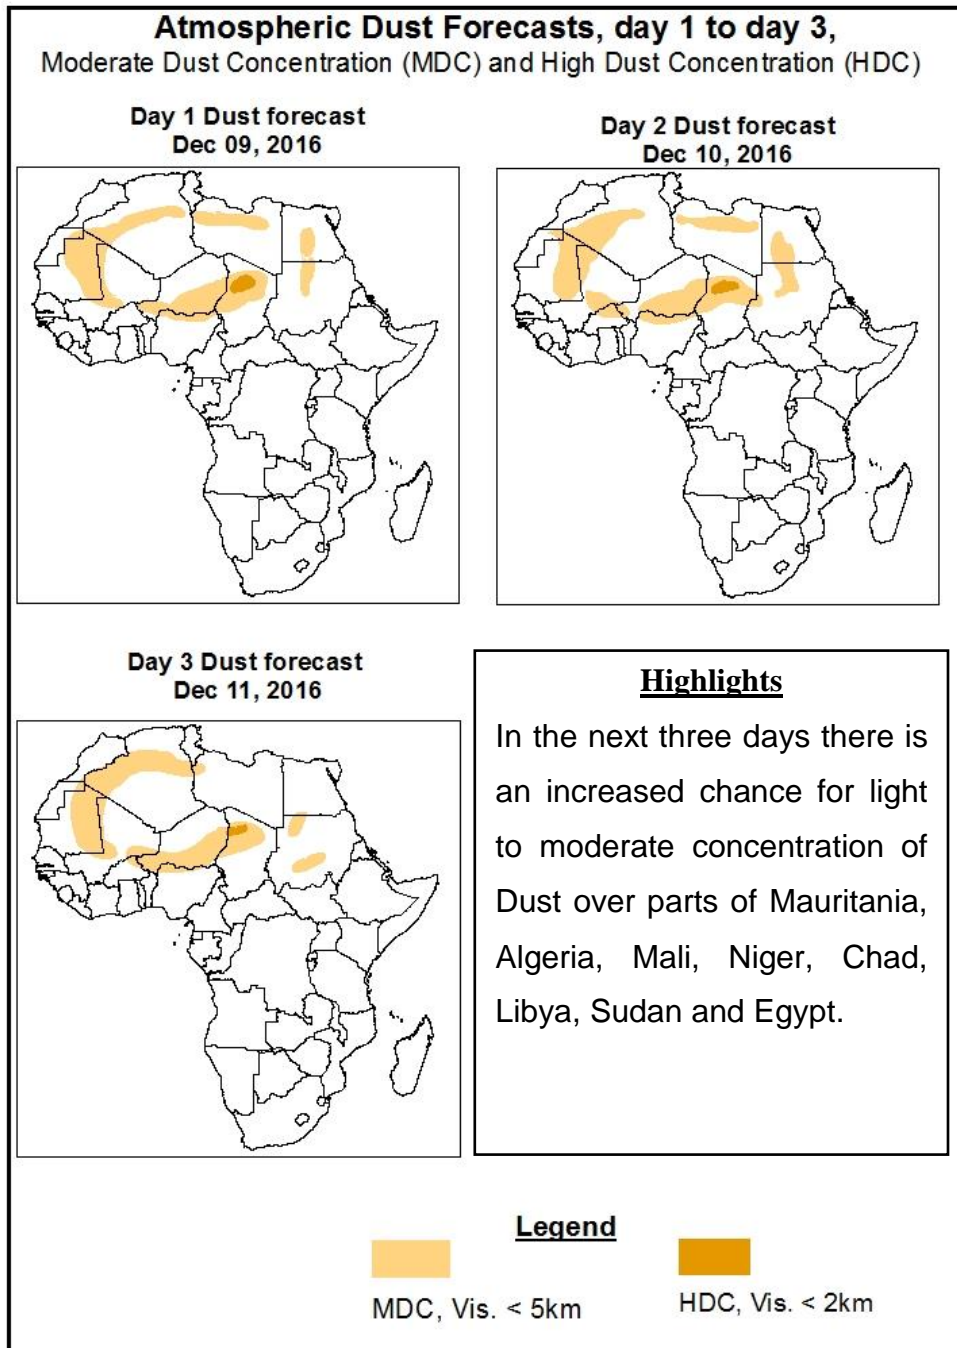 Atmospheric Dust Forecasts, day 1 to day 3,
Moderate Dust Concentration (MDC) and High Dust Concentration (HDC)
Day 1 Dust forecast
Dec 09, 2016
Day 2 Dust forecast
Dec 10, 2016
Day 3 Dust forecast
Dec 11, 2016
Highlights
In the next three days there is
an increased chance for light
to moderate concentration of
Dust over parts of Mauritania,
Algeria, Mali, Niger, Chad,
Libya, Sudan and Egypt.
Legend
MDC, Vis. < 5km
HDC, Vis. < 2km